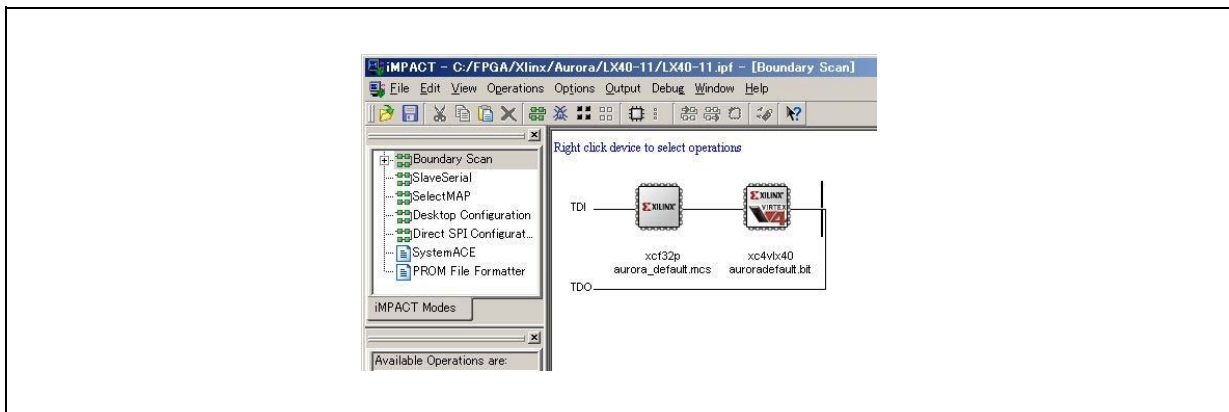 iMPACT - C:/FPGA/Xlinx/Aurora/LX40-11/LX40-11.ipf - [Boundary Scan]
File Edit View Operations Options Output Debug Window Help
Boundary Scan
SlaveSerial
SelectMAP
Desktop Configuration
Direct SPI Configurat...
SystemACE
PROM File Formatter
iMPACT Modes
Available Operations are:
Right click device to select operations
TDI
XILINX
XILINX
VIRTEX
4
xcf32p
aurora_default.mcs
xc4vlx40
auroradefault.bit
TDO